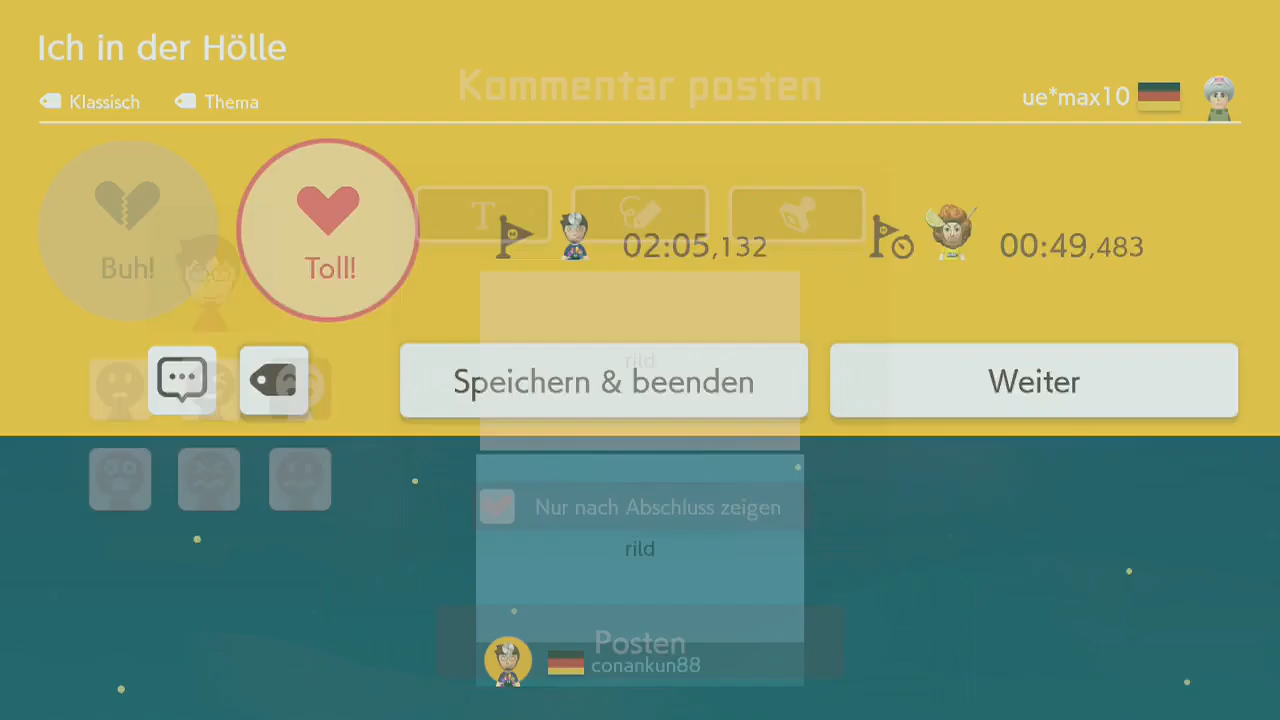 Ich in der Hölle
Kommentar posten
Klassisch Thema
ue*max10
T
Buh!
Toll!
02:05,132
00:49,483
rild
Speichern & beenden
Weiter
Nur nach Abschluss zeigen
rild
Posten
conankun88